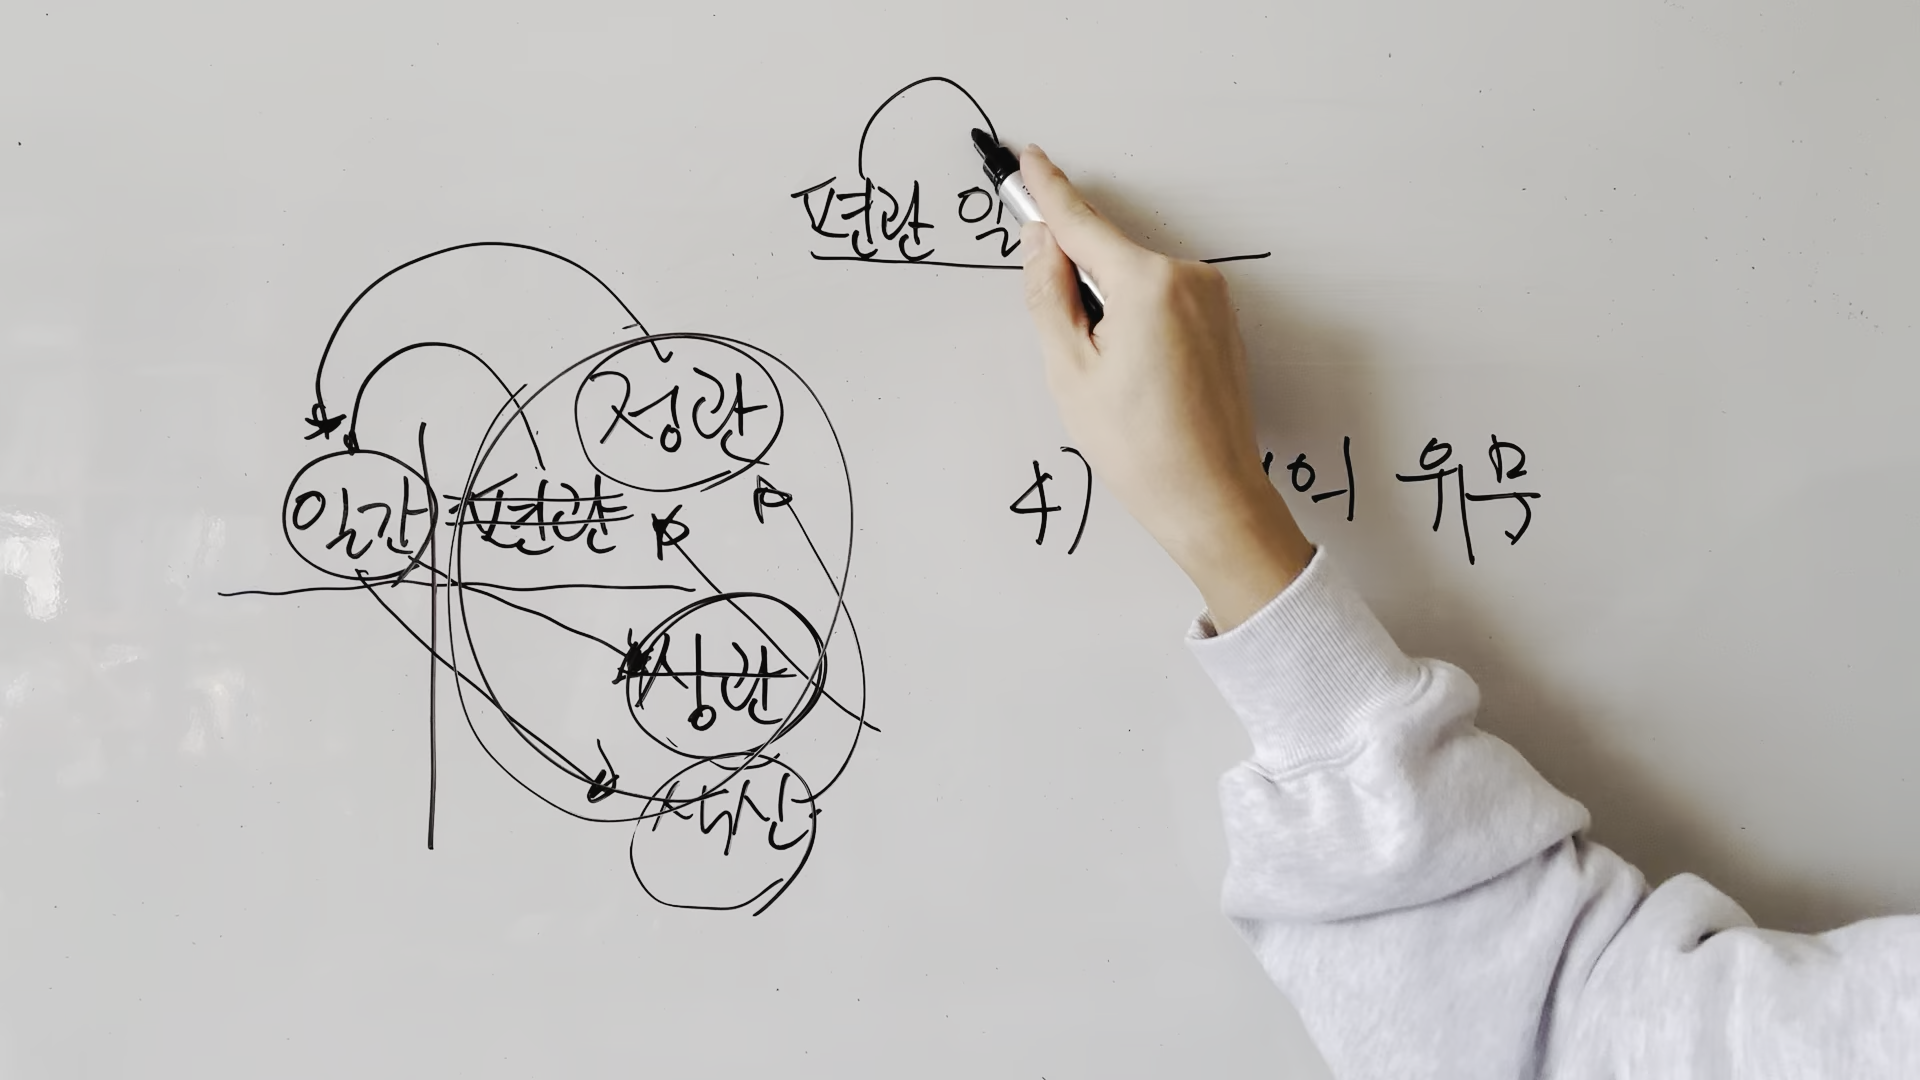 편관 일
정관
일간 편관
4) 의 유무
상관
식신